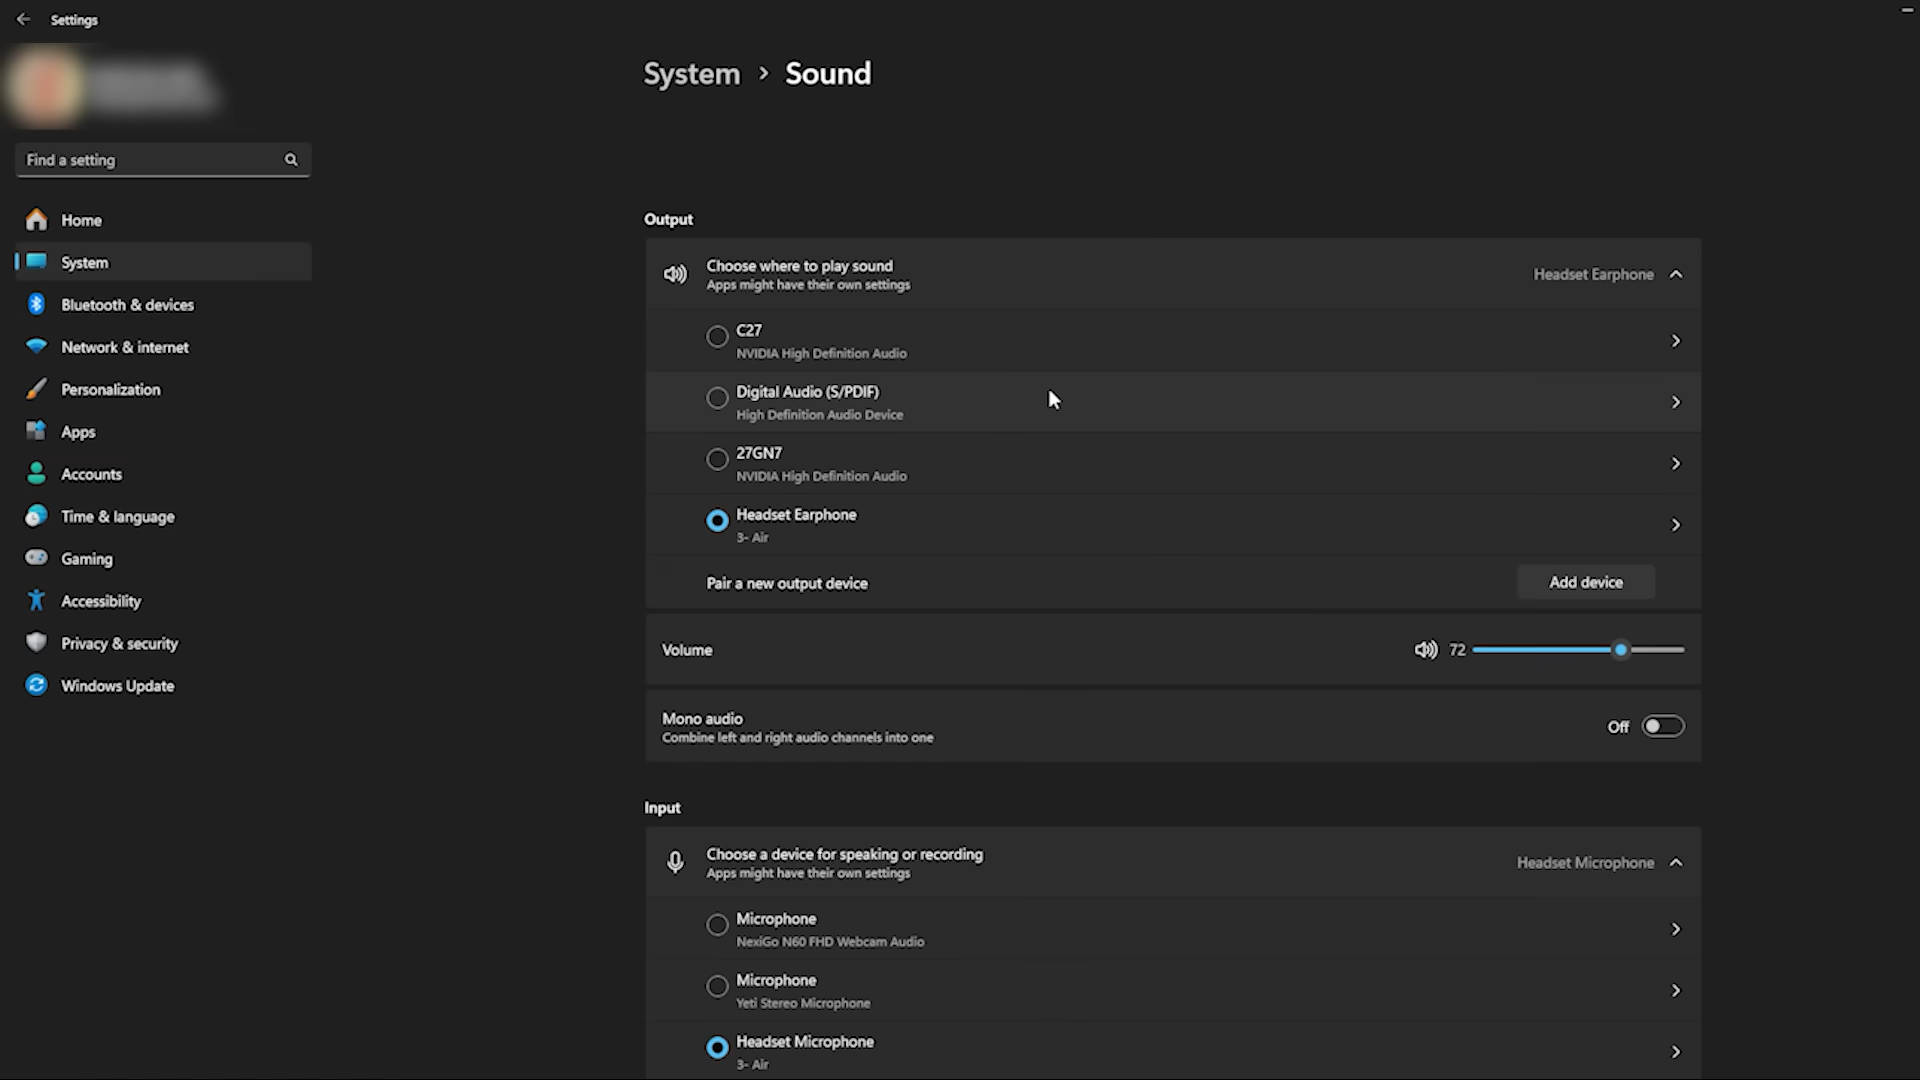 Settings
Find a setting
Home
System
Bluetooth & devices
Network & internet
Personalization
Apps
Accounts
Time & language
Gaming
Accessibility
Privacy & security
Windows Update
System > Sound
Output
Choose where to play sound
Apps might have their own settings
Headset Earphone
C27
NVIDIA High Definition Audio
Digital Audio (S/PDIF)
High Definition Audio Device
27GN7
NVIDIA High Definition Audio
Headset Earphone
3- Air
Pair a new output device
Add device
Volume
72
Mono audio
Combine left and right audio channels into one
Off
Input
Choose a device for speaking or recording
Apps might have their own settings
Headset Microphone
Microphone
NexiGo N60 FHD Webcam Audio
Microphone
Yeti Stereo Microphone
Headset Microphone
3- Air